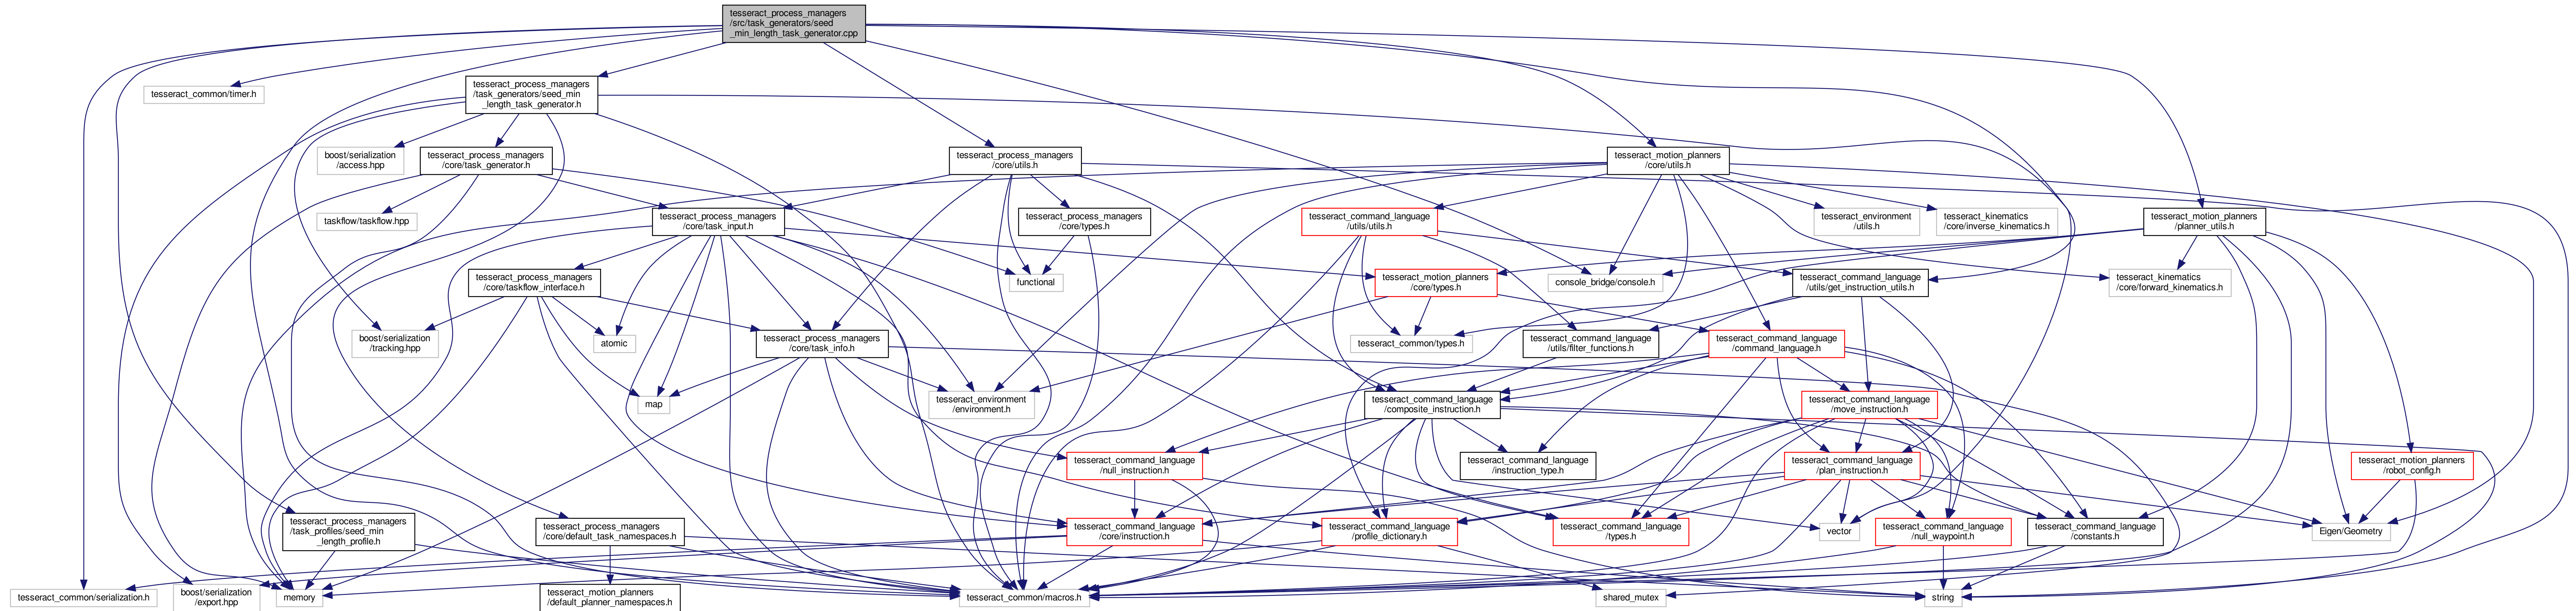 tesseract_process_managers
/src/task_generators/seed
_min_length_task_generator.cpp
tesseract_common/timer.h
tesseract_process_managers
/task_generators/seed_min
_length_task_generator.h
boost/serialization
/access.hpp
tesseract_process_managers
/core/task_generator.h
tesseract_process_managers
/core/utils.h
tesseract_motion_planners
/core/utils.h
taskflow/taskflow.hpp
tesseract_process_managers
/core/task_input.h
tesseract_process_managers
/core/types.h
tesseract_command_language
/utils/utils.h
tesseract_environment
/utils.h
tesseract_kinematics
/core/inverse_kinematics.h
tesseract_motion_planners
/planner_utils.h
tesseract_process_managers
/core/taskflow_interface.h
functional
tesseract_motion_planners
/core/types.h
console_bridge/console.h
tesseract_command_language
/utils/get_instruction_utils.h
tesseract_kinematics
/core/forward_kinematics.h
boost/serialization
/tracking.hpp
atomic
tesseract_process_managers
/core/task_info.h
tesseract_common/types.h
tesseract_command_language
/utils/filter_functions.h
tesseract_command_language
/command_language.h
map
tesseract_environment
/environment.h
tesseract_command_language
/composite_instruction.h
tesseract_command_language
/move_instruction.h
tesseract_command_language
/null_instruction.h
tesseract_command_language
/instruction_type.h
tesseract_command_language
/plan_instruction.h
tesseract_motion_planners
/robot_config.h
tesseract_process_managers
/task_profiles/seed_min
_length_profile.h
tesseract_process_managers
/core/default_task_namespaces.h
tesseract_command_language
/core/instruction.h
tesseract_command_language
/profile_dictionary.h
tesseract_command_language
/types.h
vector
tesseract_command_language
/null_waypoint.h
tesseract_command_language
/constants.h
Eigen/Geometry
tesseract_common/serialization.h
boost/serialization
/export.hpp
memory
tesseract_motion_planners
/default_planner_namespaces.h
tesseract_common/macros.h
shared_mutex
string